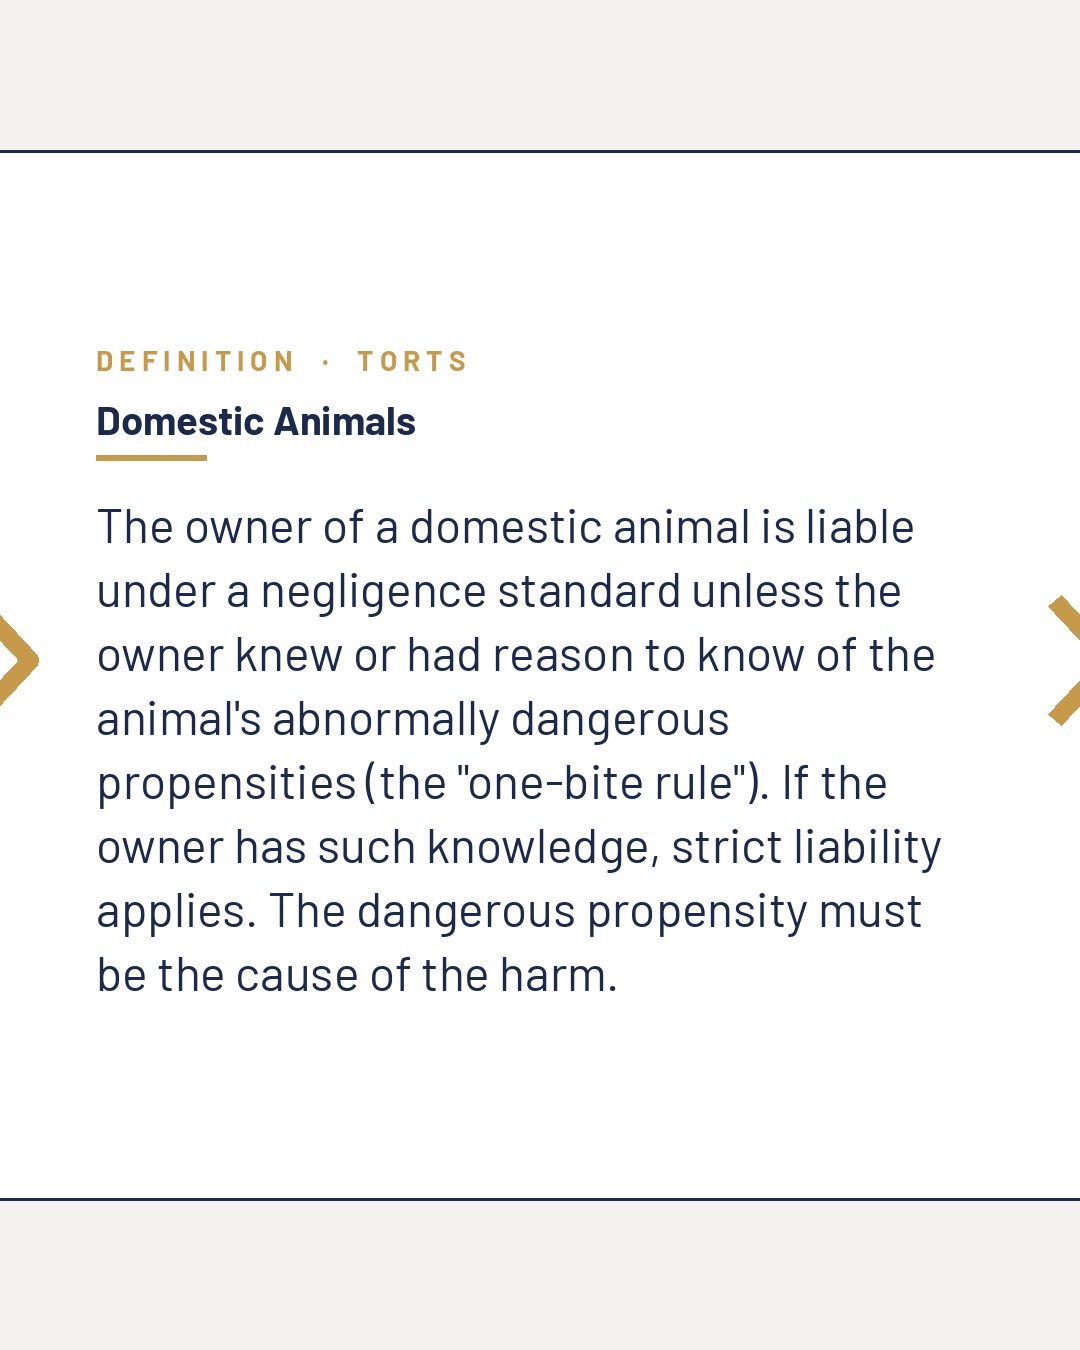 DEFINITION · TORTS
Domestic Animals
The owner of a domestic animal is liable
under a negligence standard unless the
owner knew or had reason to know of the
animal's abnormally dangerous
propensities (the "one-bite rule"). If the
owner has such knowledge, strict liability
applies. The dangerous propensity must
be the cause of the harm.